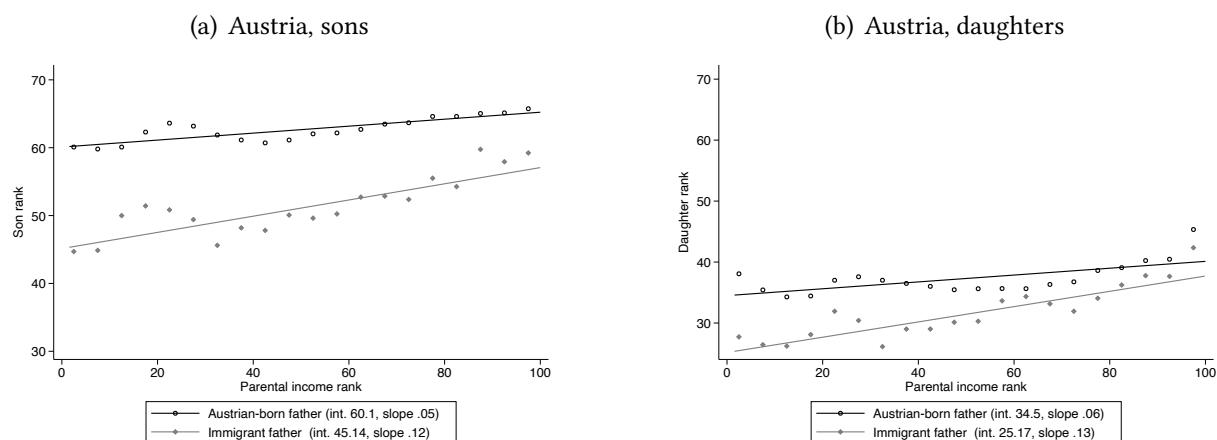 (a) Austria, sons
70
60
50
40
30
Son rank
0 20 40 60 80 100
Parental income rank
Austrian-born father (int. 60.1, slope .05)
Immigrant father (int. 45.14, slope .12)
(b) Austria, daughters
70
60
50
40
30
Daughter rank
0 20 40 60 80 100
Parental income rank
Austrian-born father (int. 34.5, slope .06)
Immigrant father (int. 25.17, slope .13)